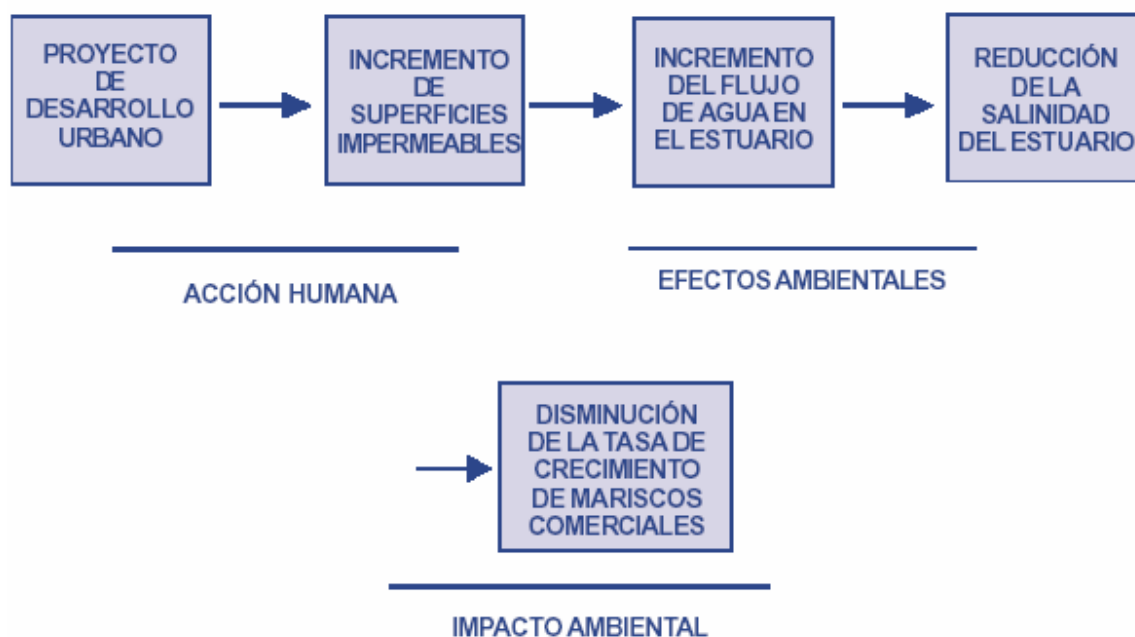 PROYECTO
DE
DESARROLLO
URBANO
INCREMENTO
DE
SUPERFICIES
IMPERMEABLES
INCREMENTO
DEL FLUJO
DE AGUA EN
EL ESTUARIO
REDUCCIÓN
DE LA
SALINIDAD
DEL ESTUARIO
ACCIÓN HUMANA
EFECTOS AMBIENTALES
DISMINUCIÓN
DE LA TASA DE
CRECIMIENTO
DE MARISCOS
COMERCIALES
IMPACTO AMBIENTAL